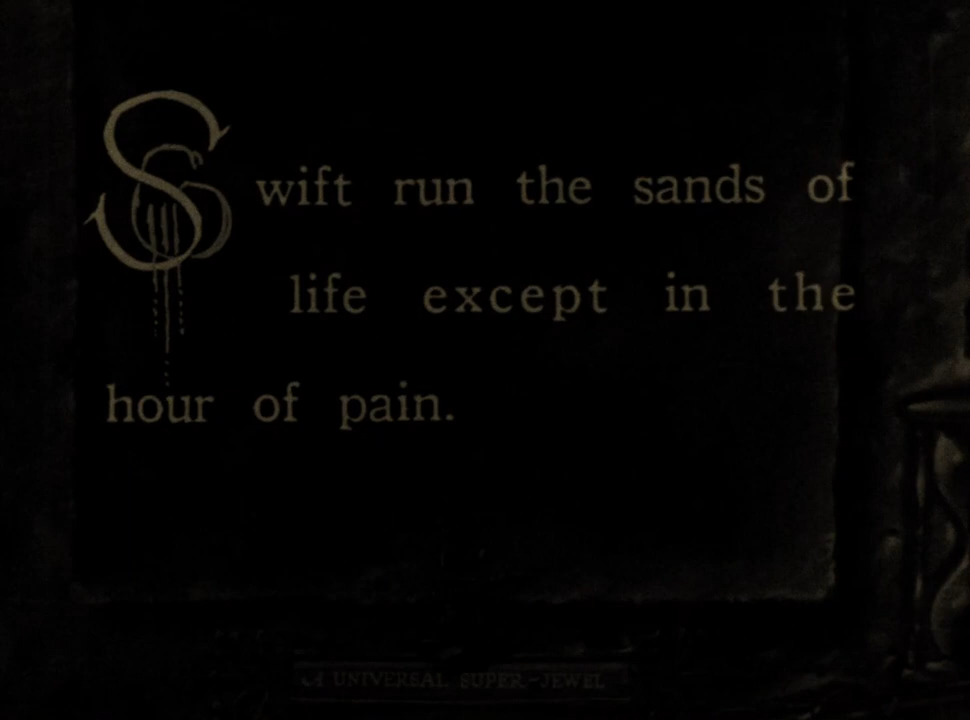 Swift run the sands of
life except in the
hour of pain.
A UNIVERSAL SUPER-JEWEL